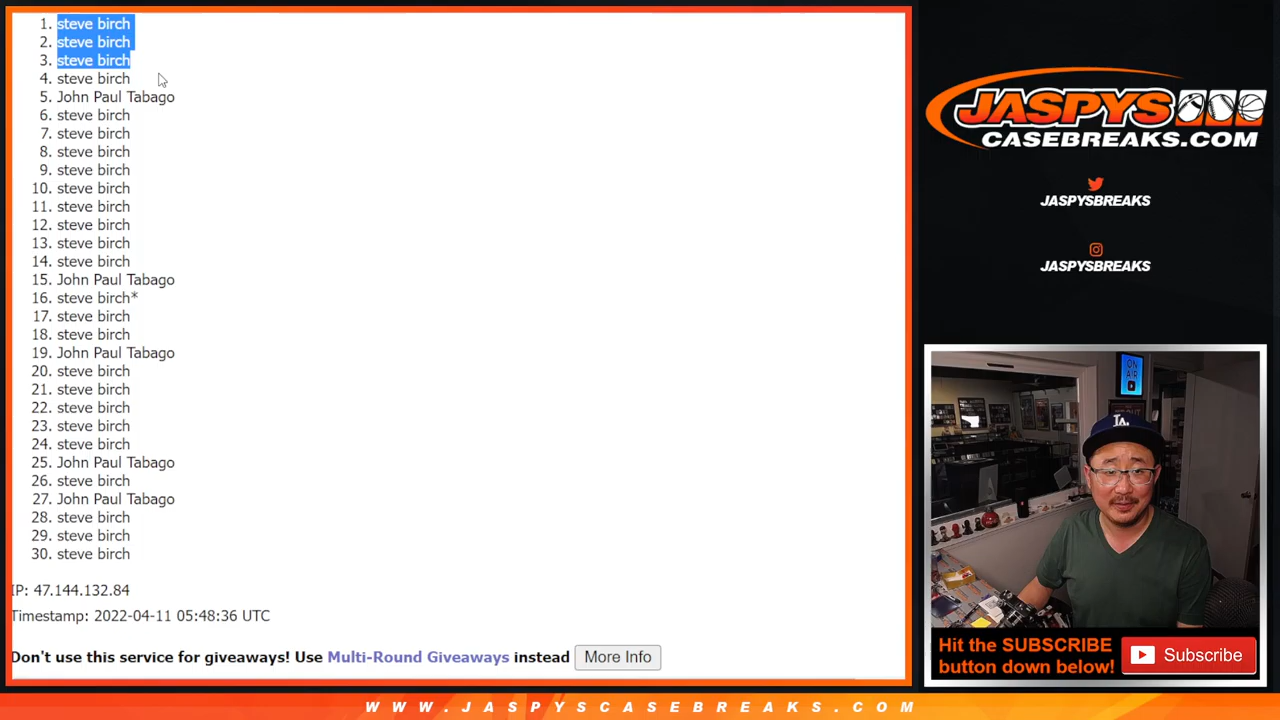 1. steve birch
2. steve birch
3. steve birch
4. steve birch
5. John Paul Tabago
6. steve birch
7. steve birch
8. steve birch
9. steve birch
10. steve birch
11. steve birch
12. steve birch
13. steve birch
14. steve birch
15. John Paul Tabago
16. steve birch*
17. steve birch
18. steve birch
19. John Paul Tabago
20. steve birch
21. steve birch
22. steve birch
23. steve birch
24. steve birch
25. John Paul Tabago
26. steve birch
27. John Paul Tabago
28. steve birch
29. steve birch
30. steve birch
IP: 47.144.132.84
Timestamp: 2022-04-11 05:48:36 UTC
Don't use this service for giveaways! Use Multi-Round Giveaways instead More Info
JASPYS
CASEBREAKS.COM
JASPYSBREAKS
JASPYSBREAKS
ON AIR
LA
Hit the SUBSCRIBE
button down below!
Subscribe
WWW.JASPYSCASEBREAKS.COM